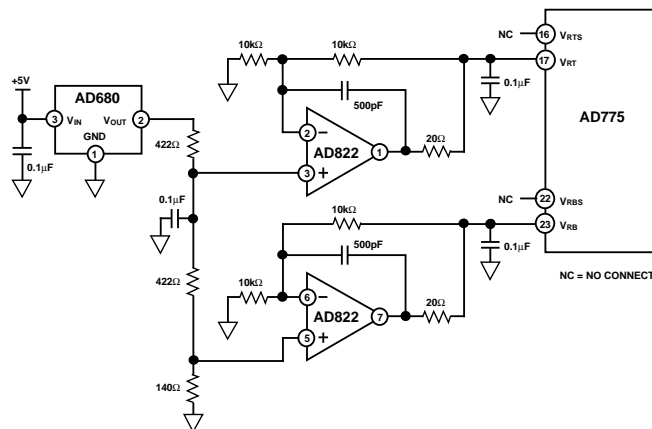 10kΩ
10kΩ
NC
16
VRTS
17
VRT
0.1µF
AD775
+5V
AD680
3
VIN
VOUT
2
GND
1
0.1µF
422Ω
500pF
2
−
AD822
1
3
+
20Ω
0.1µF
NC
22
VRBS
23
VRB
0.1µF
NC = NO CONNECT
10kΩ
500pF
422Ω
10kΩ
6
−
AD822
7
5
+
20Ω
140Ω